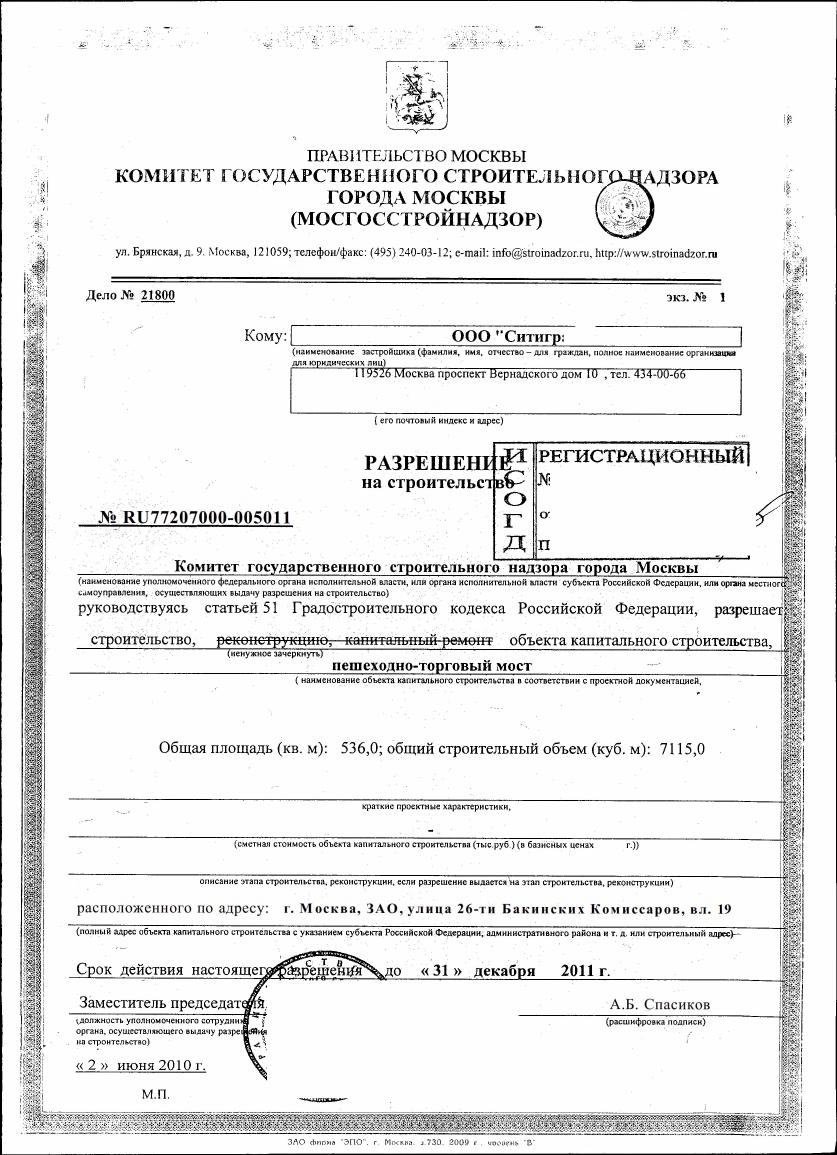 ПРАВИТЕЛЬСТВО МОСКВЫ
КОМИТЕТ ГОСУДАРСТВЕННОГО СТРОИТЕЛЬНОГО НАДЗОРА
ГОРОДА МОСКВЫ
(МОСГОССТРОЙНАДЗОР)
ул. Брянская, д. 9. Москва, 121059; телефон/факс: (495) 240-03-12; e-mail: info@stroinadzor.ru, http://www.stroinadzor.ru
Дело № 21800
экз. № 1
Кому: ООО "Ситигр
(наименование застройщика (фамилия, имя, отчество – для граждан, полное наименование организации
для юридических лиц)
119526 Москва проспект Вернадского дом 10 , тел. 434-00-66
( его почтовый индекс и адрес)
РАЗРЕШЕНИЕ
на строительство
ИСОГД
РЕГИСТРАЦИОННЫЙ
№
о
П
№ RU77207000-005011
Комитет государственного строительного надзора города Москвы
(наименование уполномоченного федерального органа исполнительной власти, или органа исполнительной власти субъекта Российской Федерации, или органа местного
самоуправления, осуществляющих выдачу разрешения на строительство)
руководствуясь статьей 51 Градостроительного кодекса Российской Федерации, разрешает
строительство, реконструкцию, капитальный ремонт объекта капитального строительства,
(ненужное зачеркнуть)
пешеходно-торговый мост
( наименование объекта капитального строительства в соответствии с проектной документацией,
Общая площадь (кв. м): 536,0; общий строительный объем (куб. м): 7115,0
краткие проектные характеристики,
-
(сметная стоимость объекта капитального строительства (тыс.руб.) (в базисных ценах г.))
описание этапа строительства, реконструкции, если разрешение выдается на этап строительства, реконструкции)
расположенного по адресу: г. Москва, ЗАО, улица 26-ти Бакинских Комиссаров, вл. 19
(полный адрес объекта капитального строительства с указанием субъекта Российской Федерации, административного района и т. д. или строительный адрес)
Срок действия настоящего разрешения до « 31 » декабря 2011 г.
Заместитель председателя
А.Б. Спасиков
(должность уполномоченного сотрудника
органа, осуществляющего выдачу разрешения
на строительство)
(расшифровка подписи)
« 2 » июня 2010 г.
М.П.
ЗАО фирма "ЭПО", г. Москва, з.730, 2009 г., уровень "В"